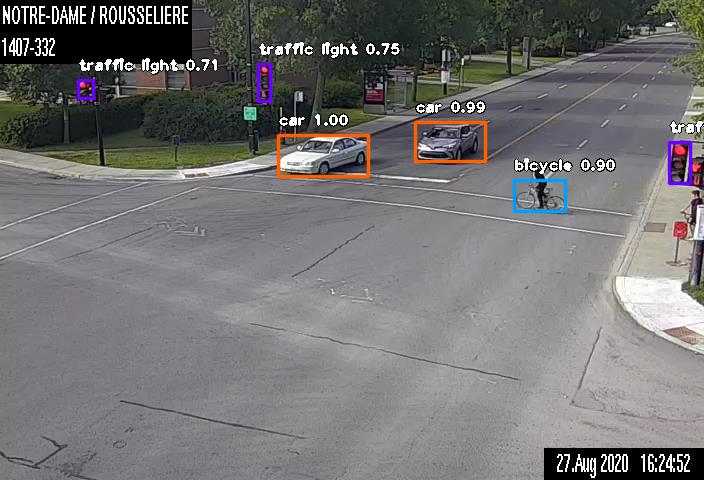 NOTRE-DAME / ROUSSELIERE
1407-332
traffic light 0.71
traffic light 0.75
car 1.00
car 0.99
bicycle 0.90
traf
27.Aug 2020 16:24:52